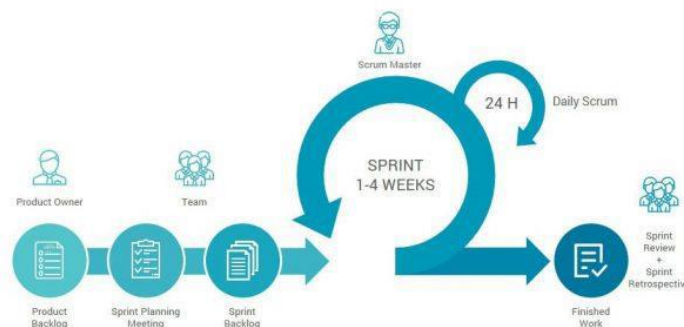 Scrum Master
24 H
Daily Scrum
SPRINT
1-4 WEEKS
Product Owner
Team
Sprint
Review
+
Sprint
Retrospectiv
Product
Backlog
Sprint Planning
Meeting
Sprint
Backlog
Finished
Work